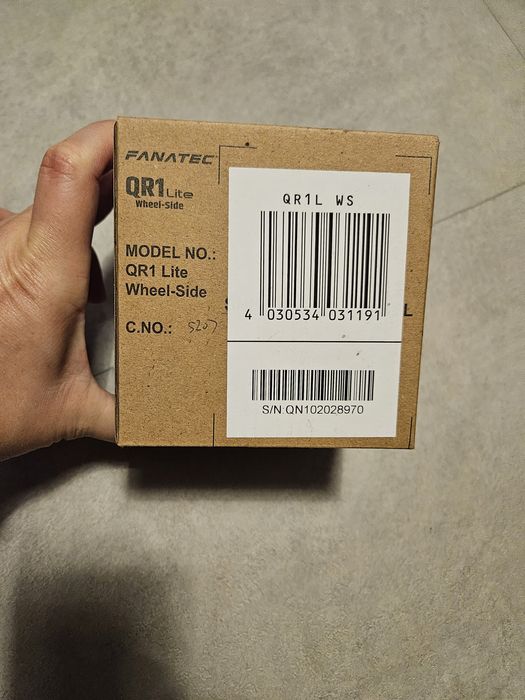 FANATEC
QR1 Lite
Wheel-Side
MODEL NO.:
QR1 Lite
Wheel-Side
C.NO.: 5207
QR1L WS
4 030534 031191
S/N:QN102028970
L